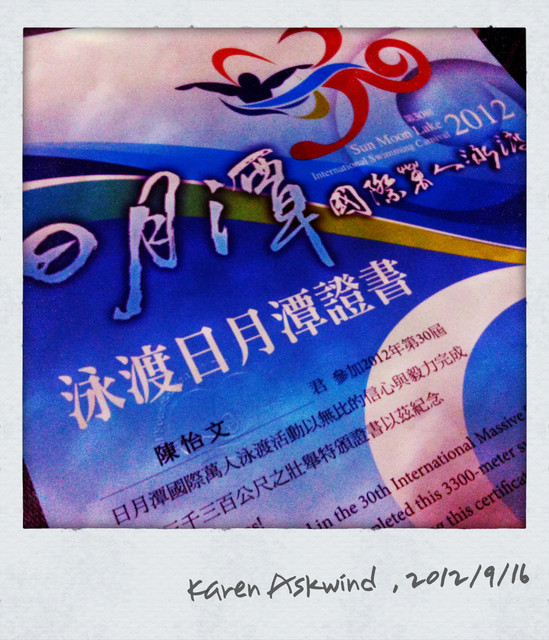 第30屆
Sun Moon Lake 2012
International Swimming Carnival
日月潭國際萬人泳渡
泳渡日月潭證書
陳怡文 君 參加2012年第30屆
日月潭國際萬人泳渡活動以無比的信心與毅力完成
三千三百公尺之壯舉特頒證書以茲紀念
in the 30th International Massive
this 3300-meter
this
Karen Askwind , 2012/9/16